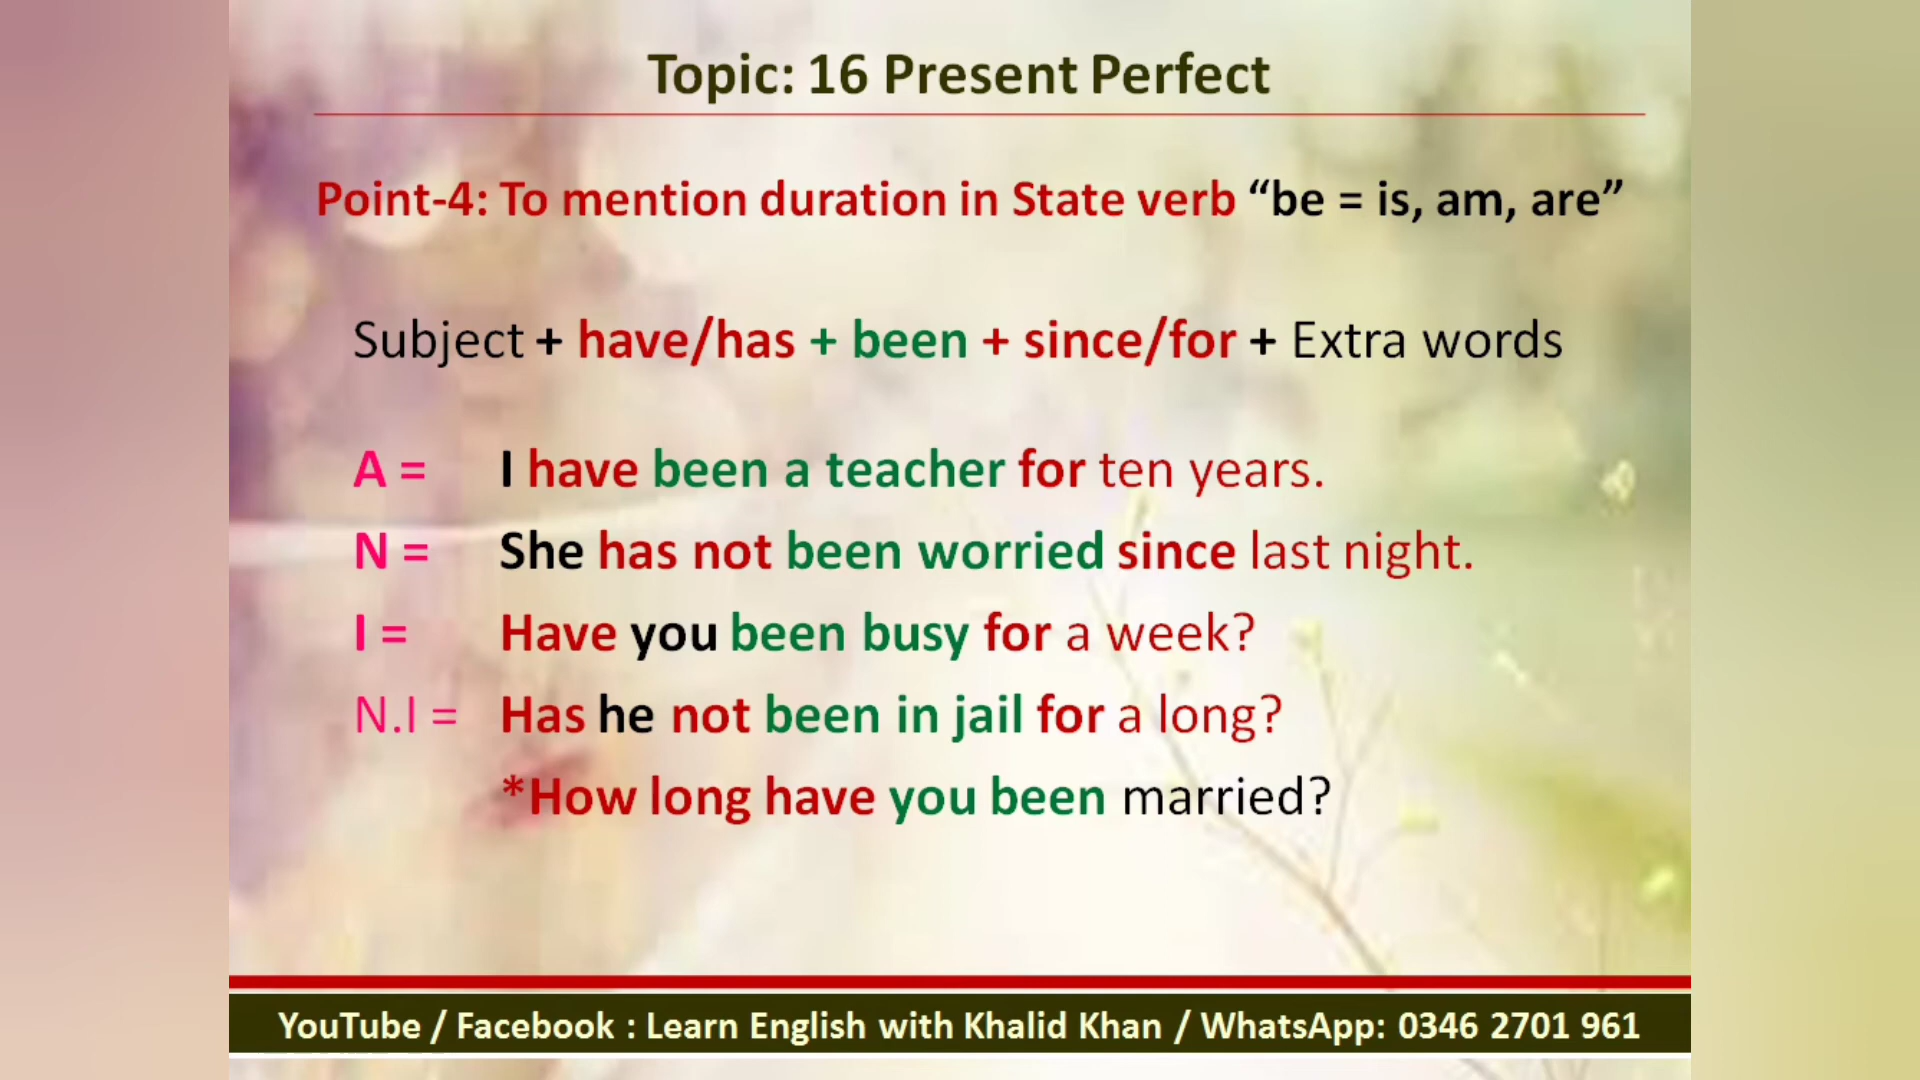 Topic: 16 Present Perfect
Point-4: To mention duration in State verb “be = is, am, are”
Subject + have/has + been + since/for + Extra words
A = I have been a teacher for ten years.
N = She has not been worried since last night.
I = Have you been busy for a week?
N.I = Has he not been in jail for a long?
*How long have you been married?
YouTube / Facebook : Learn English with Khalid Khan / WhatsApp: 0346 2701 961